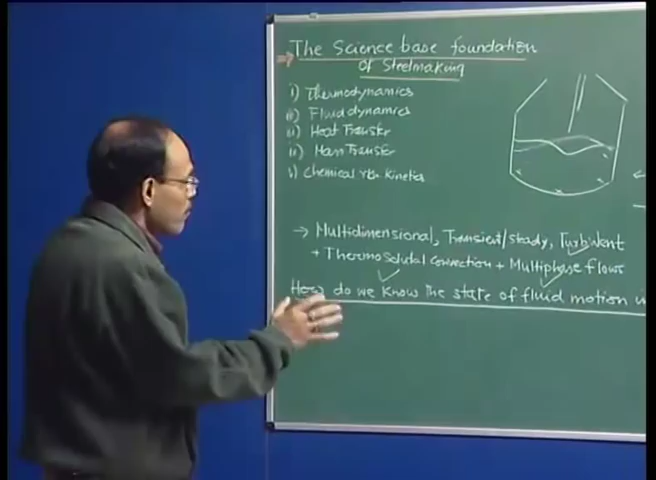 The Science base foundation
of Steelmaking
i) Thermodynamics
ii) Fluid dynamics
iii) Heat Transfer
iv) Mass Transfer
v) Chemical rxn kinetics
→ Multidimensional, Transient/steady, Turbulent
+ Thermosolutal Convection + Multiphase flows
How do we know the state of fluid motion